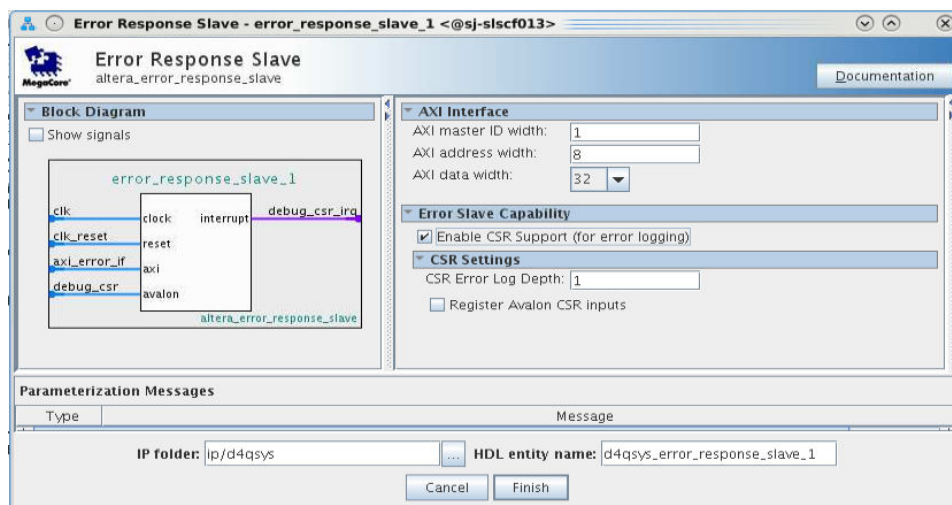 Error Response Slave - error_response_slave_1 <@sj-slscf013>
Error Response Slave
altera_error_response_slave
MegaCore®
Documentation
Block Diagram
Show signals
error_response_slave_1
clk
clock
interrupt
debug_csr_irq
clk_reset
reset
axi_error_if
axi
debug_csr
avalon
altera_error_response_slave
AXI Interface
AXI master ID width: 1
AXI address width: 8
AXI data width: 32
Error Slave Capability
Enable CSR Support (for error logging)
CSR Settings
CSR Error Log Depth: 1
Register Avalon CSR inputs
Parameterization Messages
Type Message
IP folder: ip/d4qsys ... HDL entity name: d4qsys_error_response_slave_1
Cancel Finish